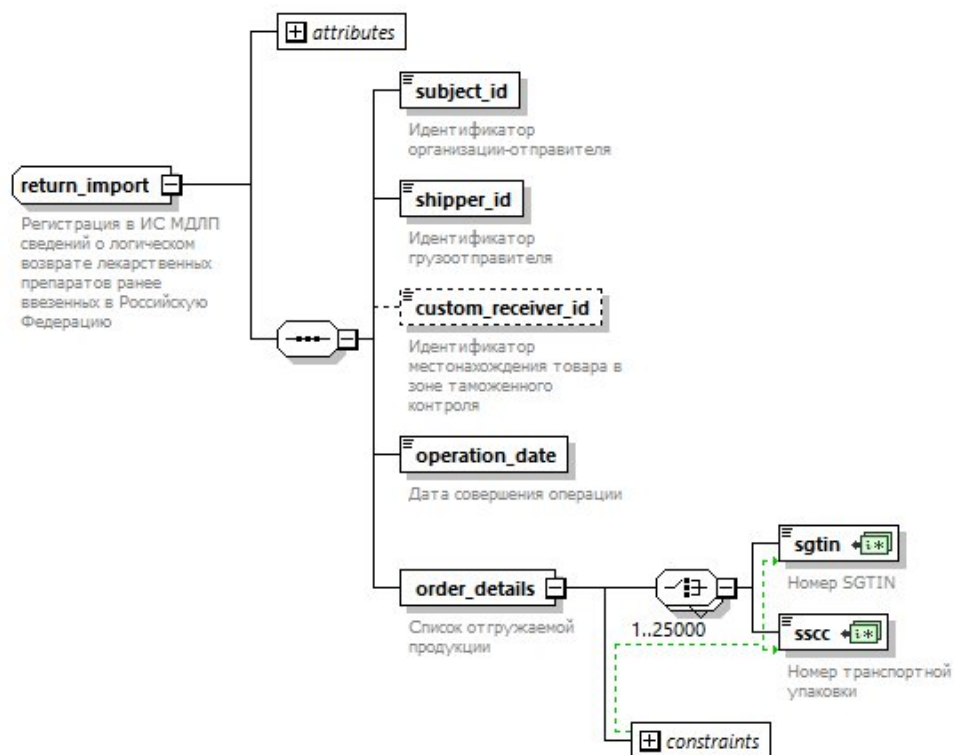 attributes
subject_id
Идентификатор
организации-отправителя
return_import
Регистрация в ИС МДЛП
сведений о логическом
возврате лекарственных
препаратов ранее
ввезенных в Российскую
Федерацию
shipper_id
Идентификатор
грузоотправителя
custom_receiver_id
Идентификатор
местонахождения товара в
зоне таможенного
контроля
operation_date
Дата совершения операции
order_details
Список отгружаемой
продукции
1..25000
sgtin
Номер SGTIN
sscc
Номер транспортной
упаковки
constraints